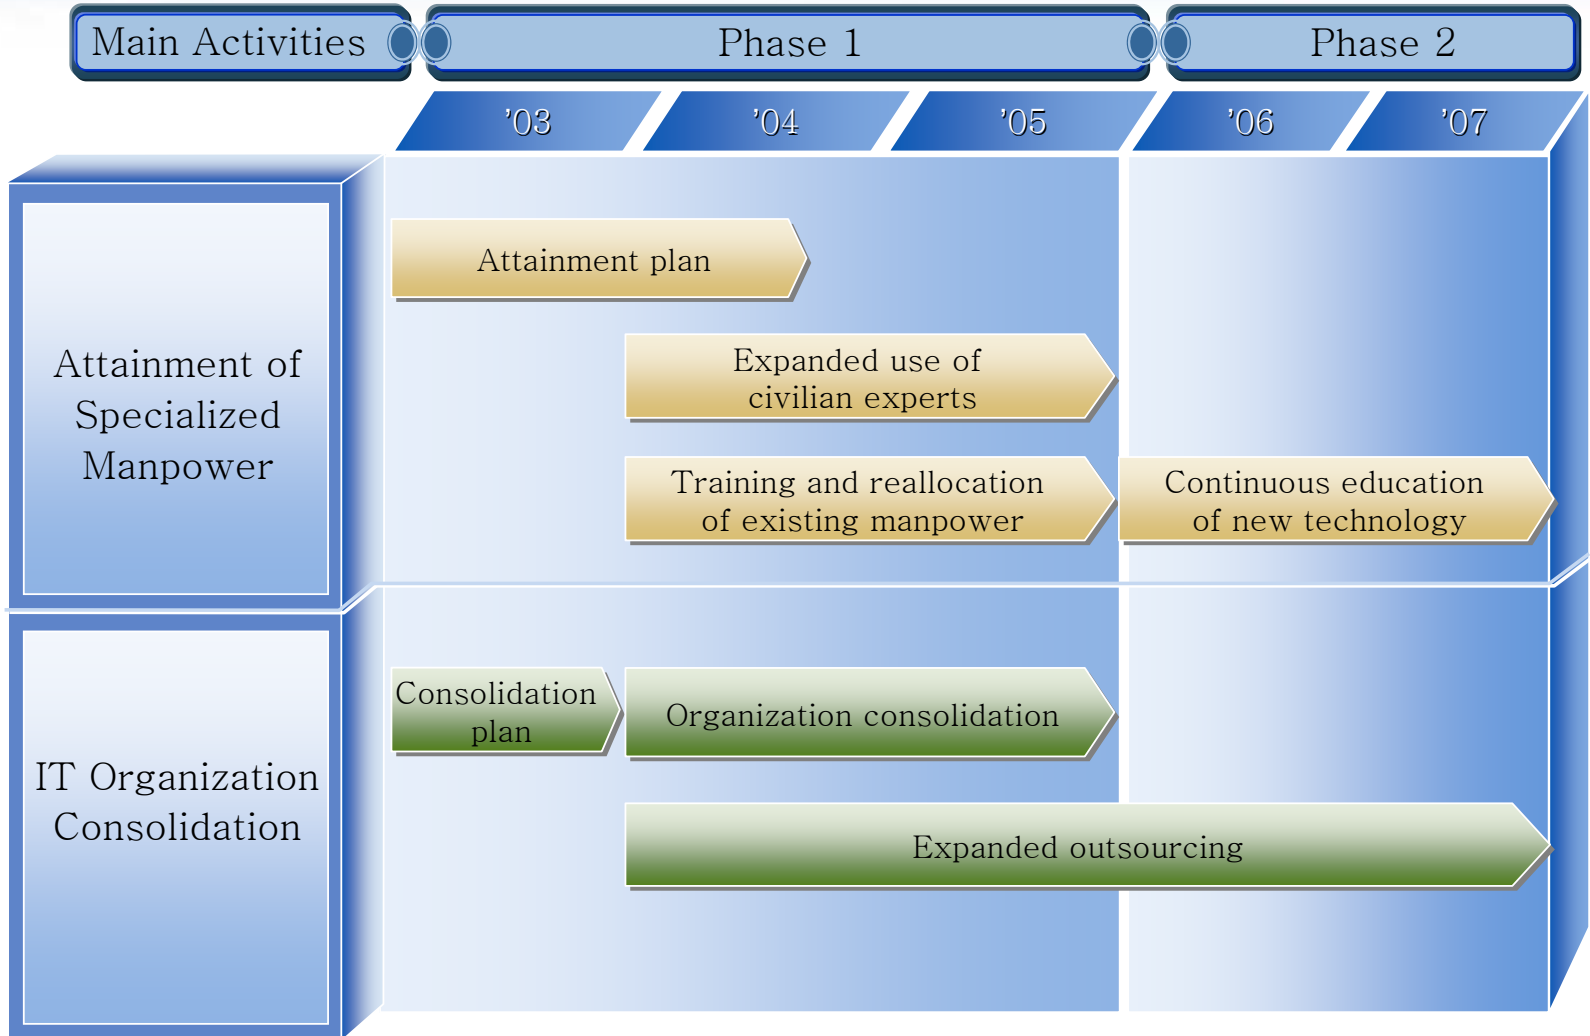 Main Activities
Phase 1
Phase 2
'03
'04
'05
'06
'07
Attainment of
Specialized
Manpower
Attainment plan
Expanded use of
civilian experts
Training and reallocation
of existing manpower
Continuous education
of new technology
IT Organization
Consolidation
Consolidation
plan
Organization consolidation
Expanded outsourcing